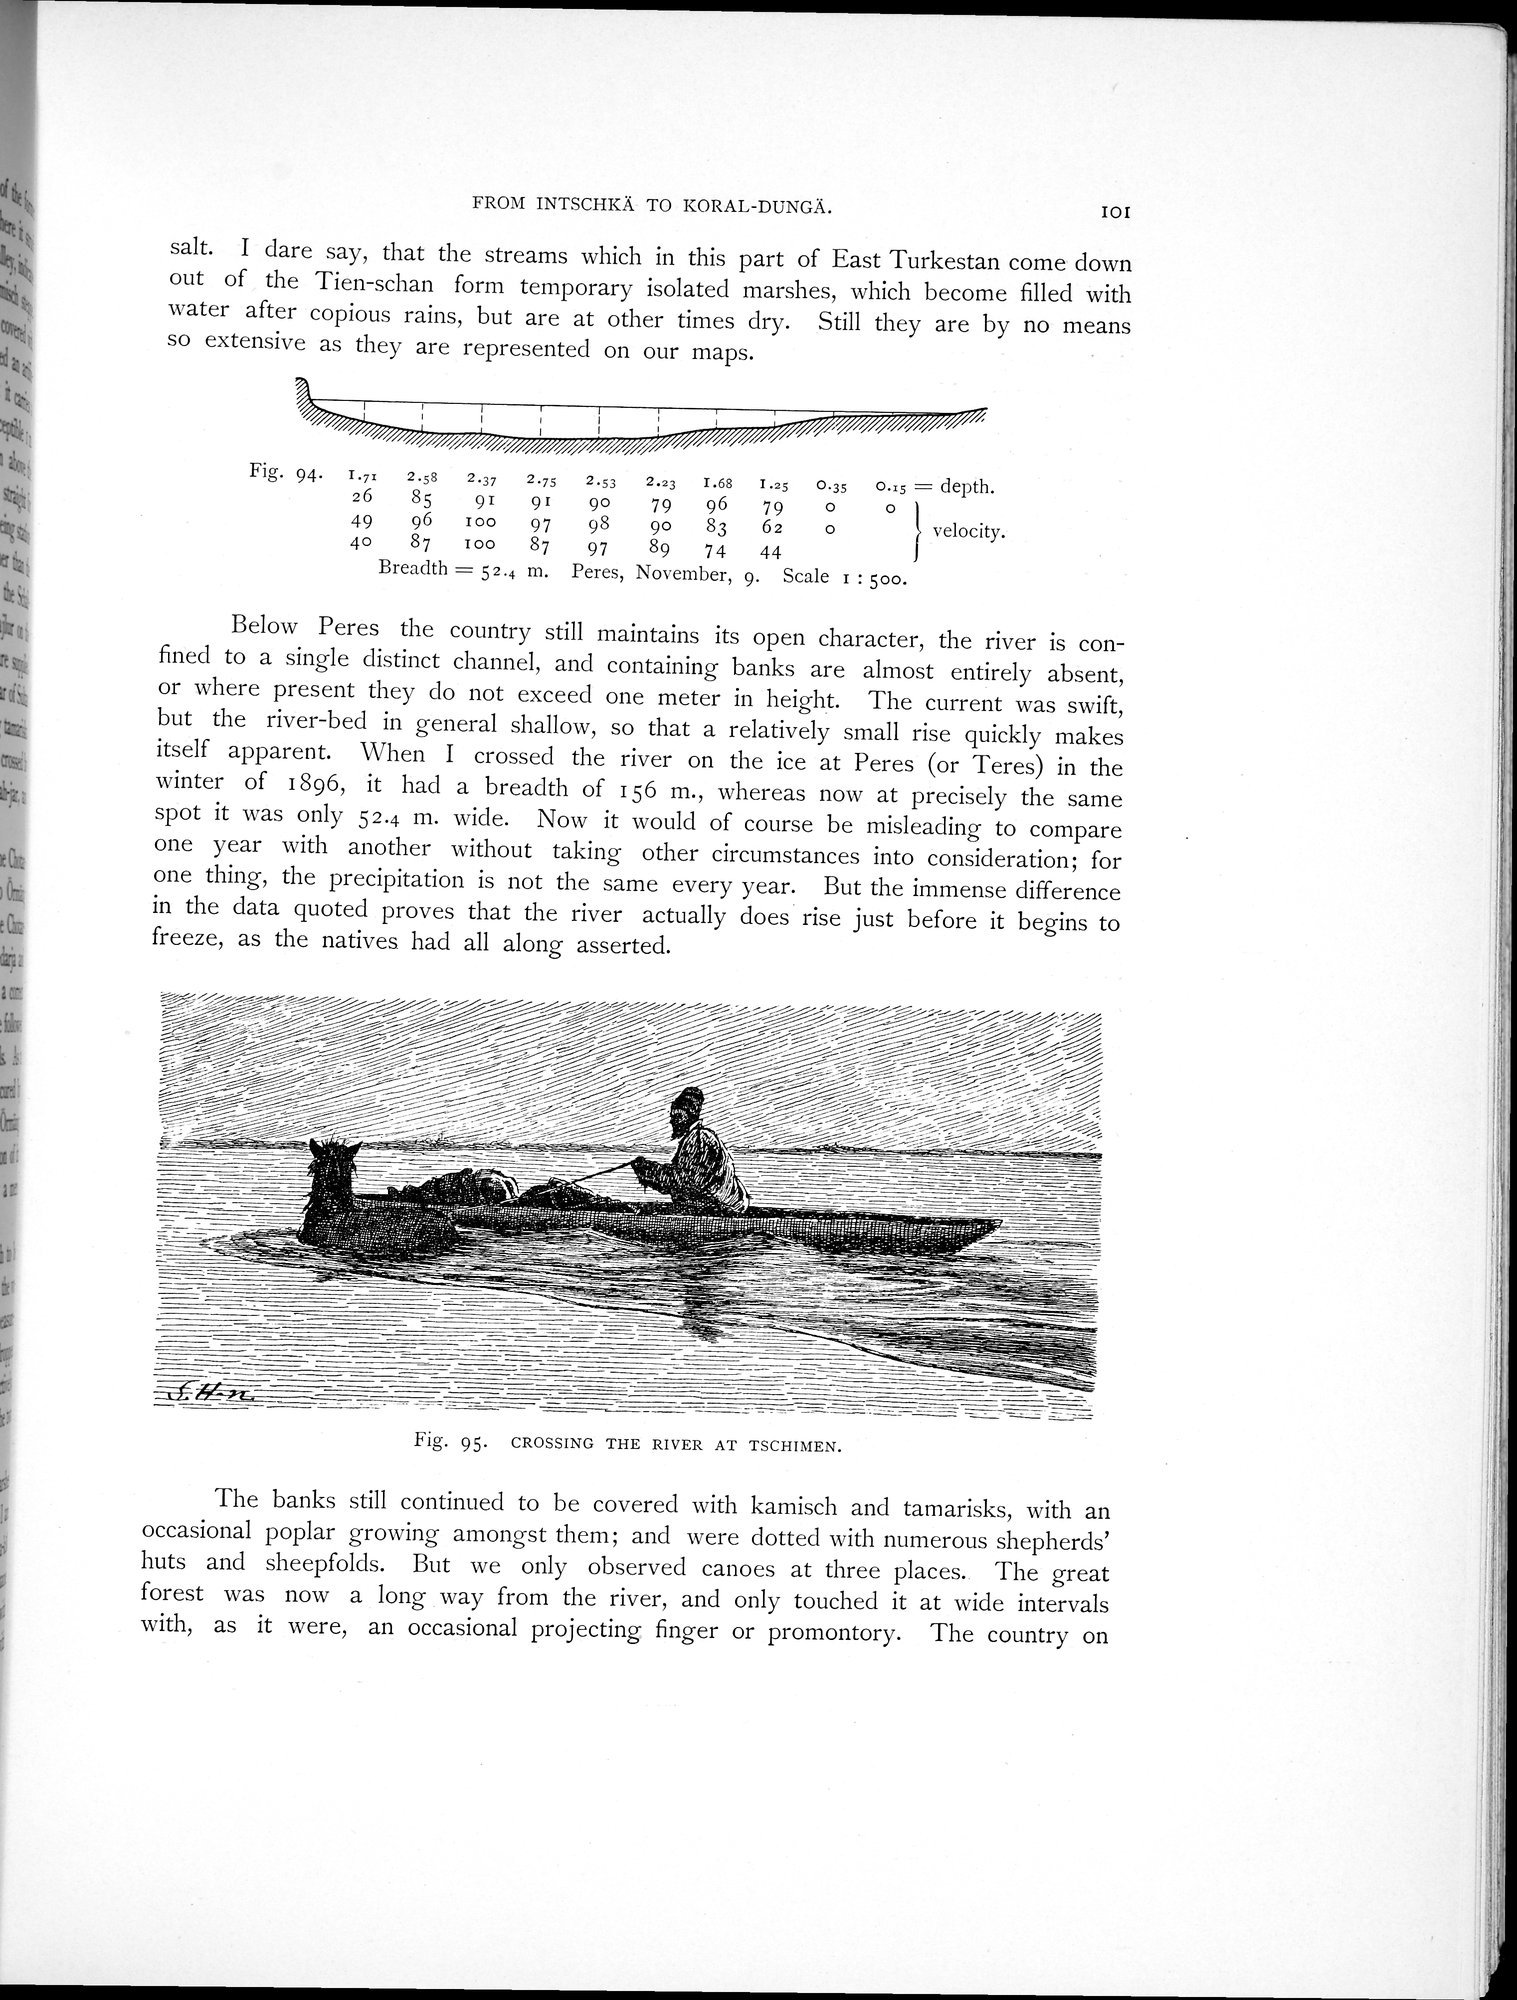 FROM INTSCHKÄ TO KORAL-DUNGÄ. 101
salt. I dare say, that the streams which in this part of East Turkestan come down
out of the Tien-schan form temporary isolated marshes, which become filled with
water after copious rains, but are at other times dry. Still they are by no means
so extensive as they are represented on our maps.
Fig. 94. 1.71 2.58 2.37 2.75 2.53 2.23 1.68 1.25 0.35 0.15 = depth.
26 85 91 91 90 79 96 79 0 0
49 96 100 97 98 90 83 62 0 velocity.
40 87 100 87 97 89 74 44
Breadth = 52.4 m. Peres, November, 9. Scale 1 : 500.
Below Peres the country still maintains its open character, the river is con-
fined to a single distinct channel, and containing banks are almost entirely absent,
or where present they do not exceed one meter in height. The current was swift,
but the river-bed in general shallow, so that a relatively small rise quickly makes
itself apparent. When I crossed the river on the ice at Peres (or Teres) in the
winter of 1896, it had a breadth of 156 m., whereas now at precisely the same
spot it was only 52.4 m. wide. Now it would of course be misleading to compare
one year with another without taking other circumstances into consideration; for
one thing, the precipitation is not the same every year. But the immense difference
in the data quoted proves that the river actually does rise just before it begins to
freeze, as the natives had all along asserted.
S. H-n.
Fig. 95. CROSSING THE RIVER AT TSCHIMEN.
The banks still continued to be covered with kamisch and tamarisks, with an
occasional poplar growing amongst them; and were dotted with numerous shepherds'
huts and sheepfolds. But we only observed canoes at three places. The great
forest was now a long way from the river, and only touched it at wide intervals
with, as it were, an occasional projecting finger or promontory. The country on